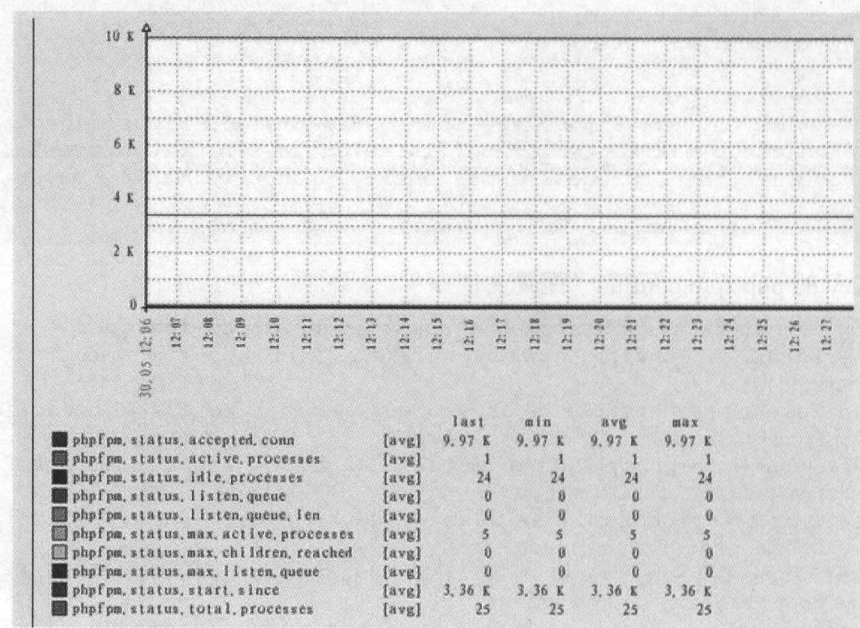 10 K
8 K
6 K
4 K
2 K
0
30,05 12:06
12:07
12:08
12:09
12:10
12:11
12:12
12:13
12:14
12:15
12:16
12:17
12:18
12:19
12:20
12:21
12:22
12:23
12:24
12:25
12:26
12:27
last min avg max
phpfpm,status,accepted,conn [avg] 9,97 K 9,97 K 9,97 K 9,97 K
phpfpm,status,active,processes [avg] 1 1 1 1
phpfpm,status,idle,processes [avg] 24 24 24 24
phpfpm,status,listen,queue [avg] 0 0 0 0
phpfpm,status,listen,queue,len [avg] 0 0 0 0
phpfpm,status,max,active,processes [avg] 5 5 5 5
phpfpm,status,max,children,reached [avg] 0 0 0 0
phpfpm,status,max,listen,queue [avg] 0 0 0 0
phpfpm,status,start,since [avg] 3,36 K 3,36 K 3,36 K 3,36 K
phpfpm,status,total,processes [avg] 25 25 25 25